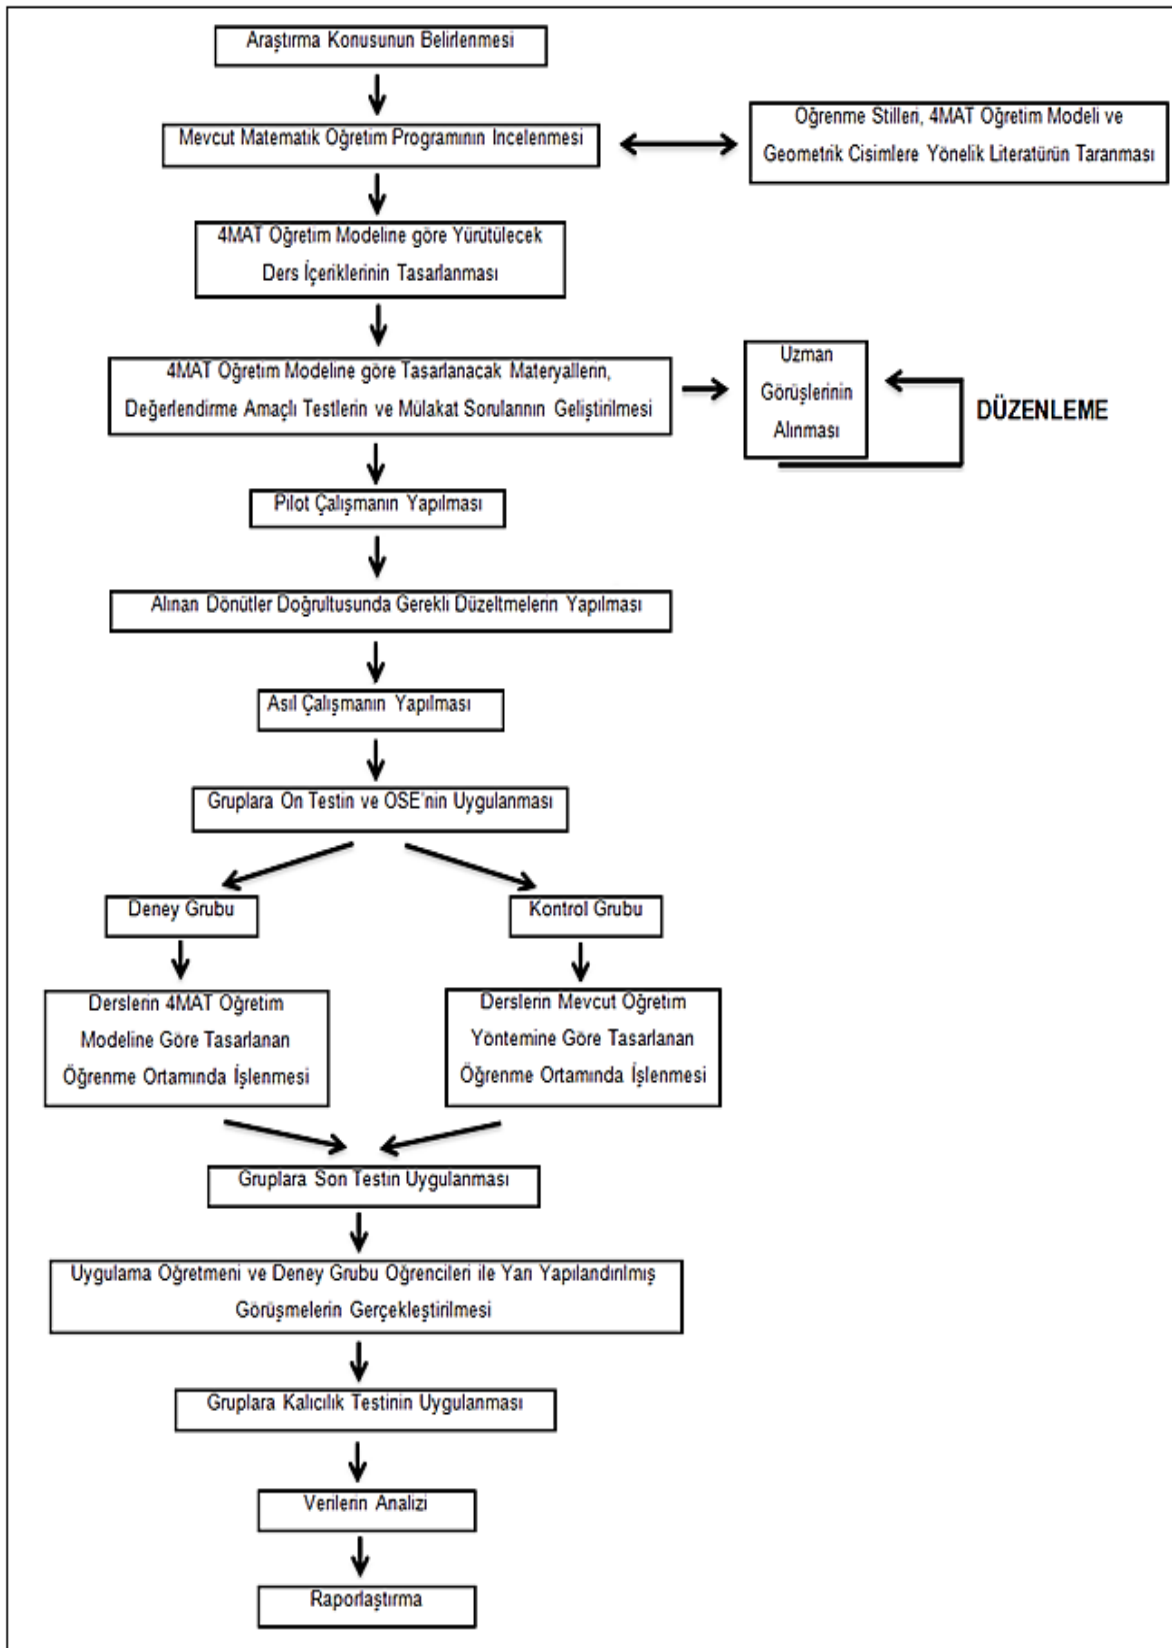 Araştırma Konusunun Belirlenmesi
Mevcut Matematik Öğretim Programının İncelenmesi
Öğrenme Stilleri, 4MAT Öğretim Modeli ve
Geometrik Cisimlere Yönelik Literatürün Taranması
4MAT Öğretim Modeline göre Yürütülecek
Ders İçeriklerinin Tasarlanması
4MAT Öğretim Modeline göre Tasarlanacak Materyallerin,
Değerlendirme Amaçlı Testlerin ve Mülakat Sorularının Geliştirilmesi
Uzman
Görüşlerinin
Alınması
DÜZENLEME
Pilot Çalışmanın Yapılması
Alınan Dönütler Doğrultusunda Gerekli Düzeltmelerin Yapılması
Asıl Çalışmanın Yapılması
Gruplara Ön Testin ve ÖSE'nin Uygulanması
Deney Grubu
Kontrol Grubu
Derslerin 4MAT Öğretim
Modeline Göre Tasarlanan
Öğrenme Ortamında İşlenmesi
Derslerin Mevcut Öğretim
Yöntemine Göre Tasarlanan
Öğrenme Ortamında İşlenmesi
Gruplara Son Testin Uygulanması
Uygulama Öğretmeni ve Deney Grubu Öğrencileri ile Yarı Yapılandırılmış
Görüşmelerin Gerçekleştirilmesi
Gruplara Kalıcılık Testinin Uygulanması
Verilerin Analizi
Raporlaştırma